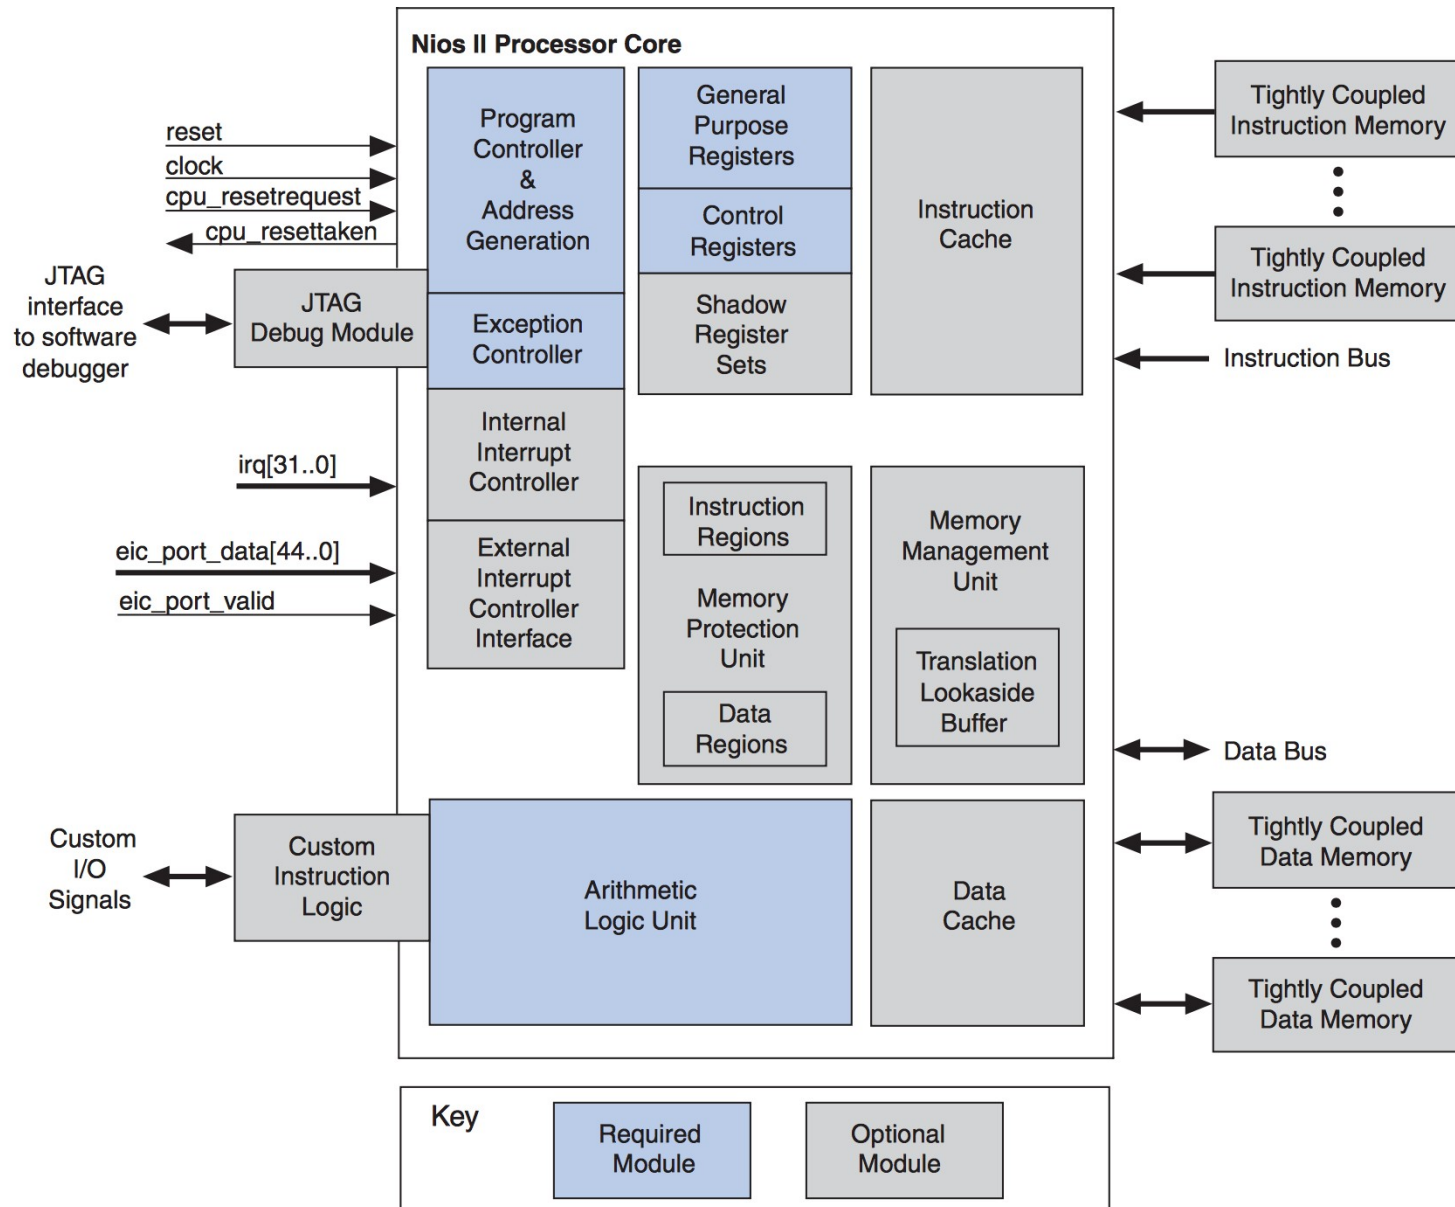 Nios II Processor Core
Program
Controller
&
Address
Generation
General
Purpose
Registers
Control
Registers
Shadow
Register
Sets
Instruction
Cache
Tightly Coupled
Instruction Memory
Tightly Coupled
Instruction Memory
Instruction Bus
reset
clock
cpu_resetrequest
cpu_resettaken
JTAG
interface
to software
debugger
JTAG
Debug Module
Exception
Controller
Internal
Interrupt
Controller
irq[31..0]
External
Interrupt
Controller
Interface
eic_port_data[44..0]
eic_port_valid
Instruction
Regions
Memory
Protection
Unit
Data
Regions
Memory
Management
Unit
Translation
Lookaside
Buffer
Data Bus
Custom
I/O
Signals
Custom
Instruction
Logic
Arithmetic
Logic Unit
Data
Cache
Tightly Coupled
Data Memory
Tightly Coupled
Data Memory
Key
Required
Module
Optional
Module